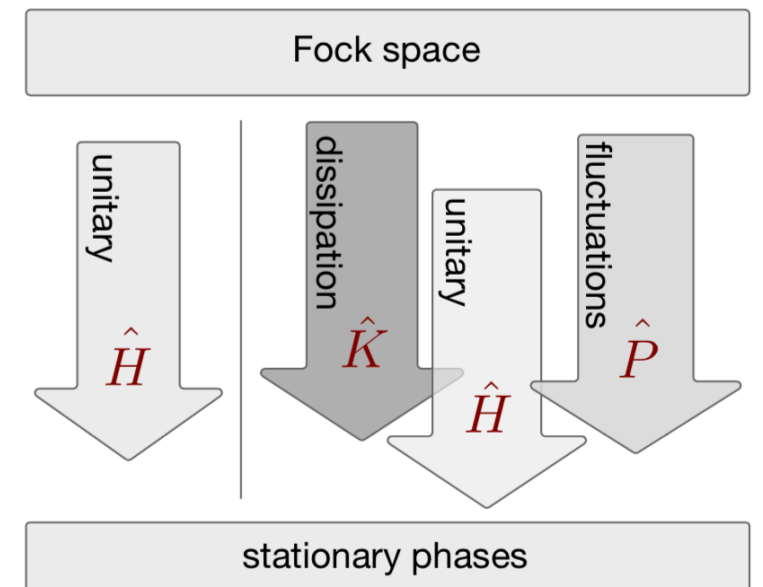 Fock space
unitary
Ĥ
dissipation
K̂
unitary
Ĥ
fluctuations
P̂
stationary phases